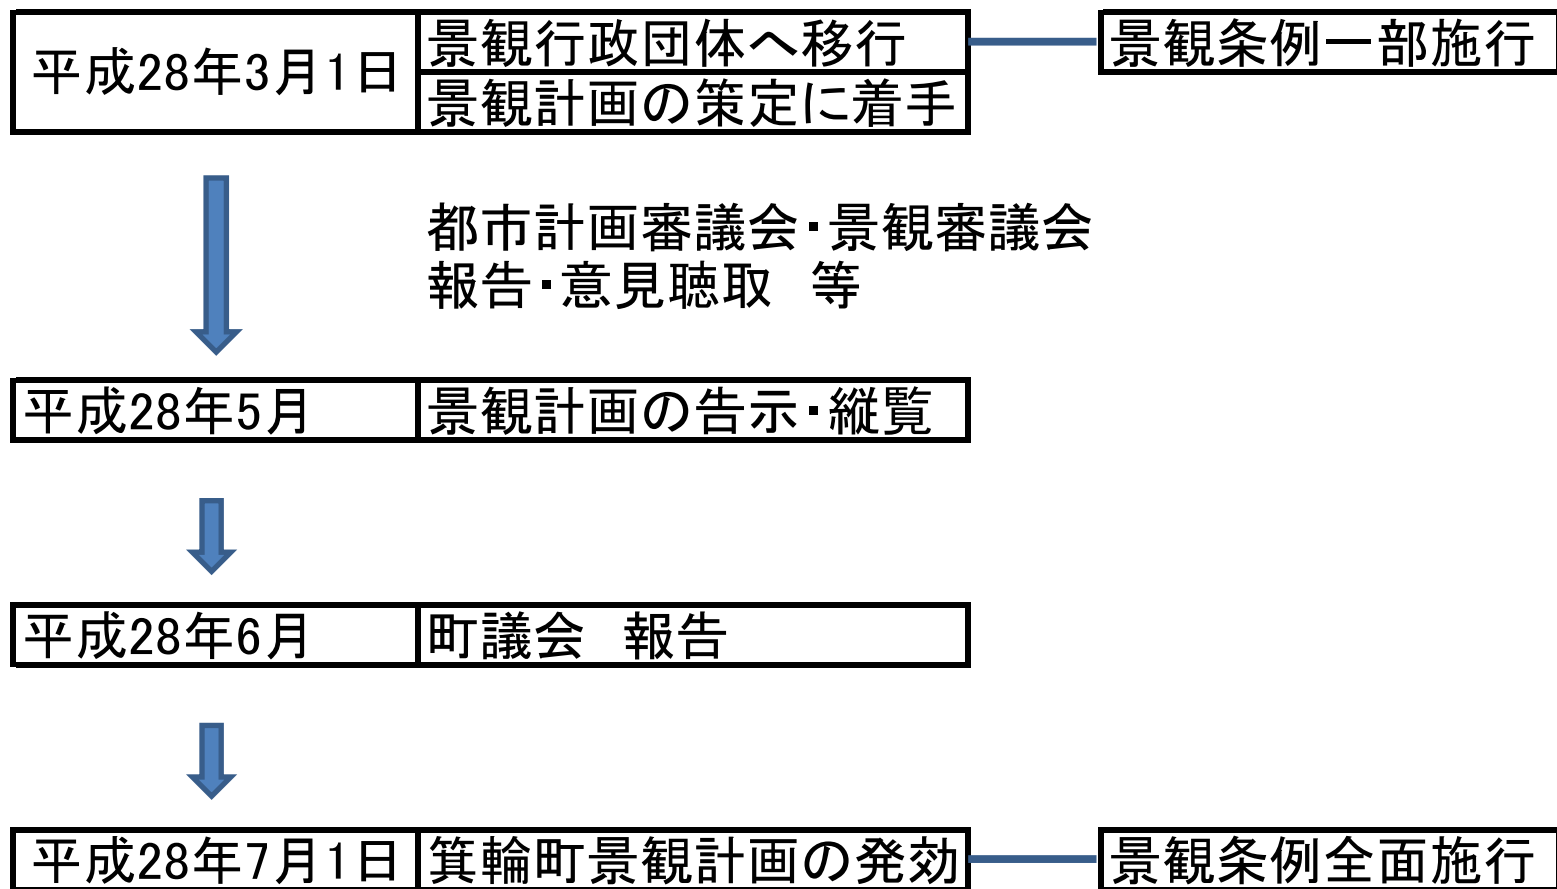 平成28年3月1日
景観行政団体へ移行
景観条例一部施行
景観計画の策定に着手
都市計画審議会・景観審議会
報告・意見聴取　等
平成28年5月
景観計画の告示・縦覧
平成28年6月
町議会　報告
平成28年7月1日
箕輪町景観計画の発効
景観条例全面施行